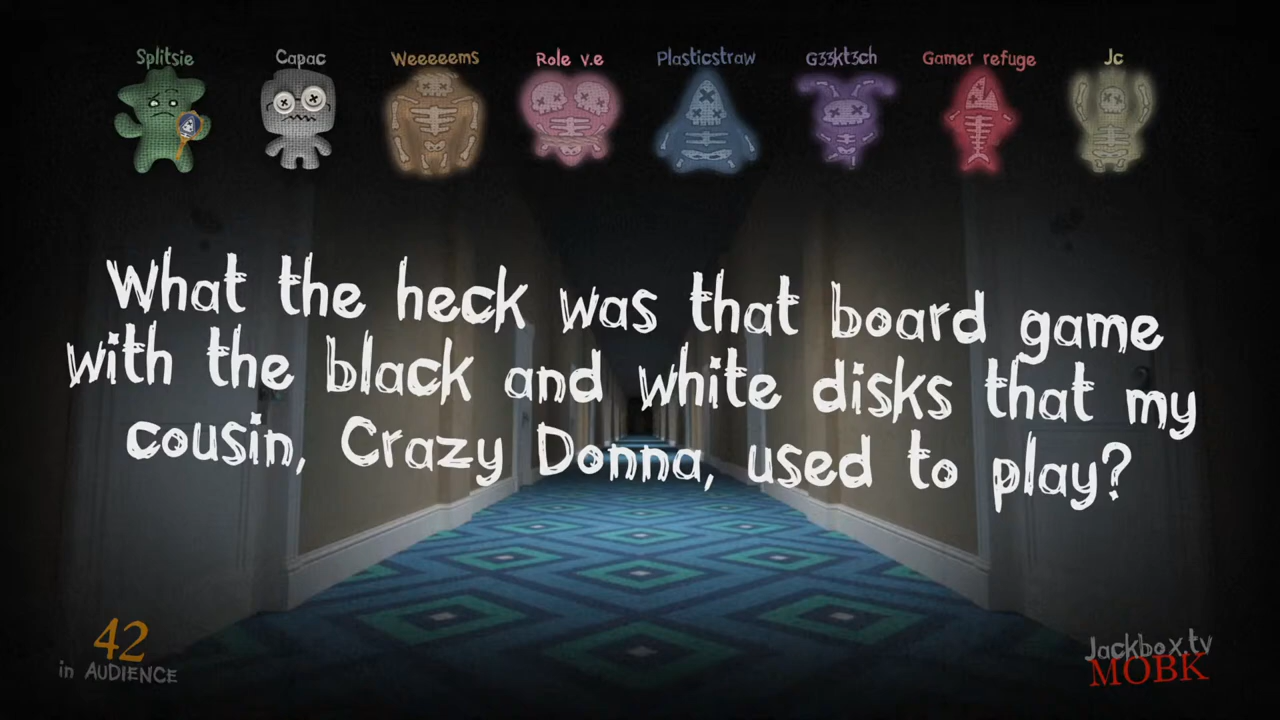 Splitsie Capac Weeeeems Role v.e Plasticstraw G33kt3ch Gamer refuge Jc
What the heck was that board game
with the black and white disks that my
cousin, Crazy Donna, used to play?
42
in AUDIENCE
Jackbox.tv
MOBK